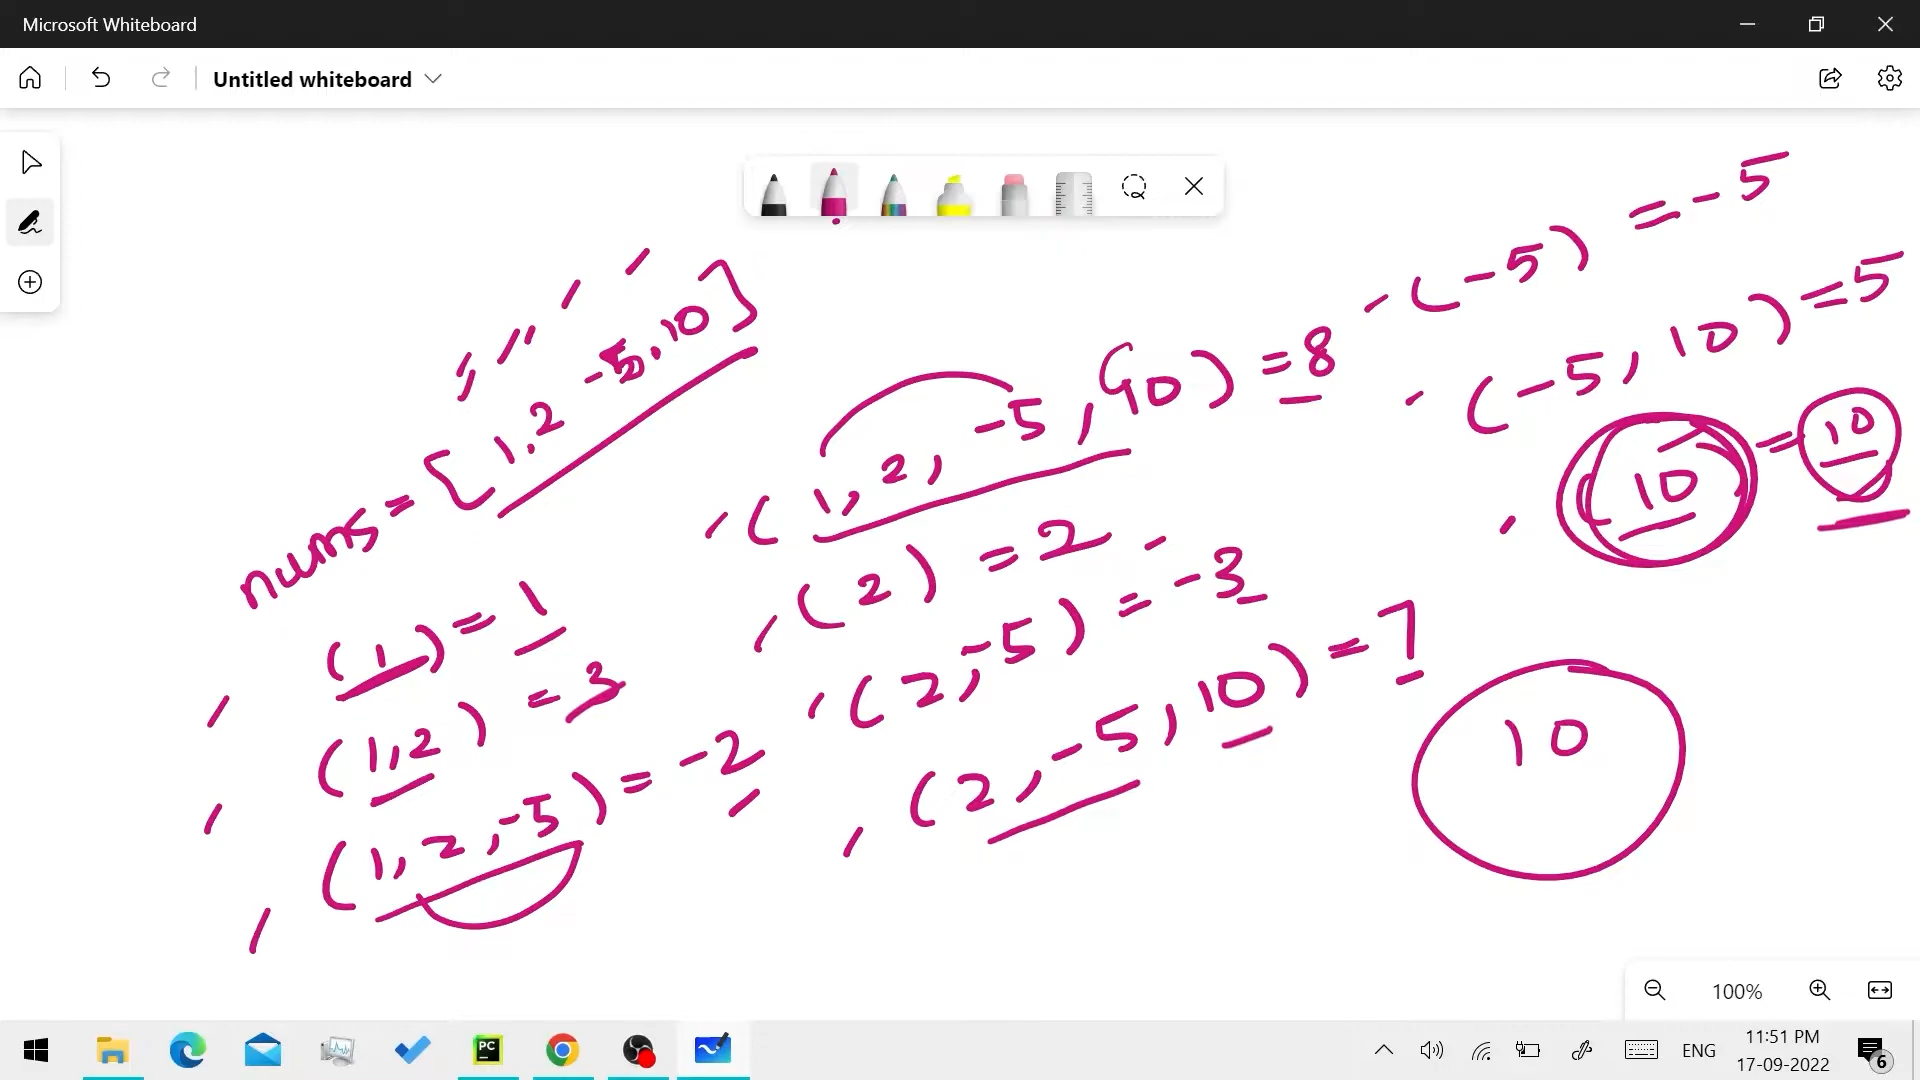 Microsoft Whiteboard
Untitled whiteboard
nums = [1,2 -5,10]
(1) = 1
(1,2) = 3
(1,2,-5) = -2
(1,2,-5,10) = 8
(2) = 2
(2,-5) = -3
(2,-5,10) = 7
(-5) = -5
(-5,10) = 5
(10) = 10
10
100%
PC
ENG
11:51 PM
17-09-2022
6